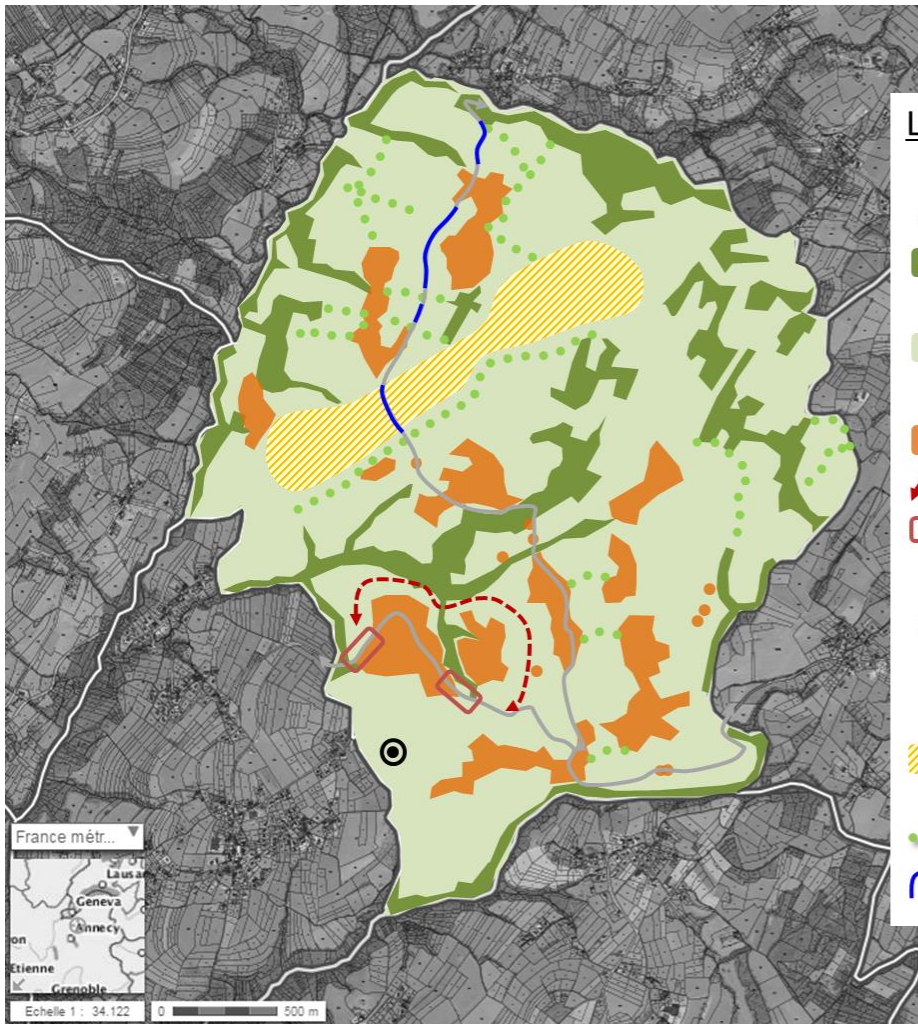 L
France métr...
Lausa
Geneva
Annecy
on
Etienne
Grenoble
Echelle 1 : 34.122
0
500 m